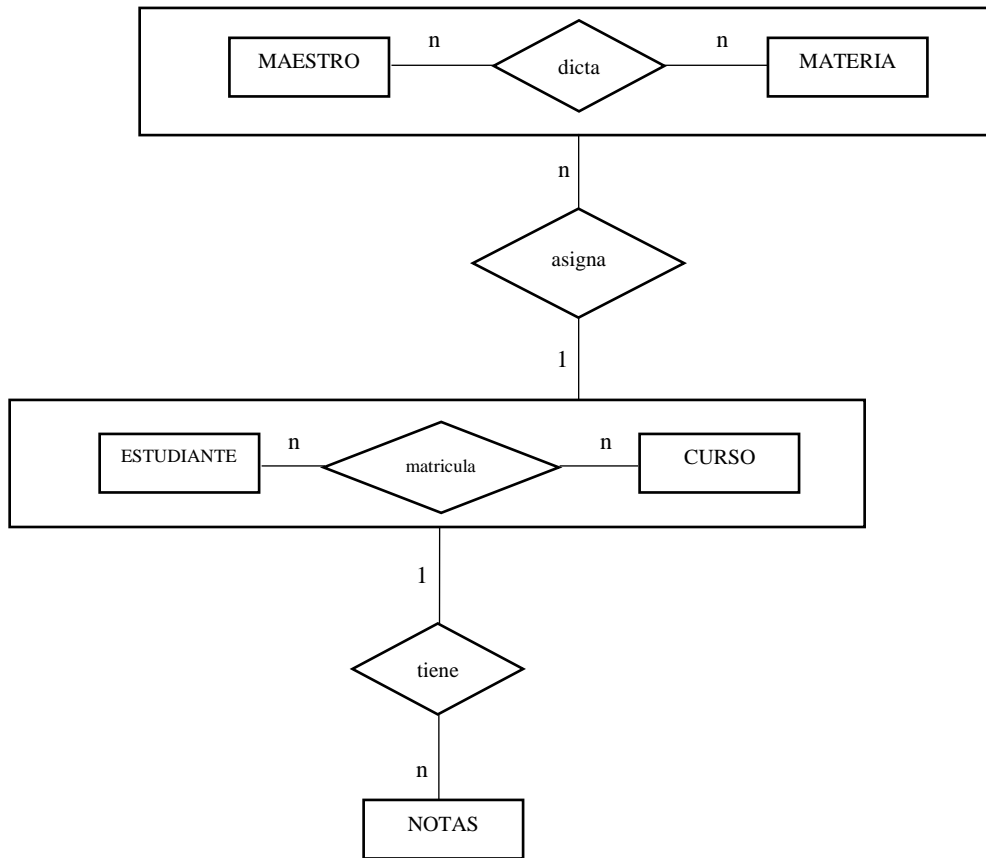 MAESTRO n dicta n MATERIA
n
asigna
1
ESTUDIANTE n matricula n CURSO
1
tiene
n
NOTAS